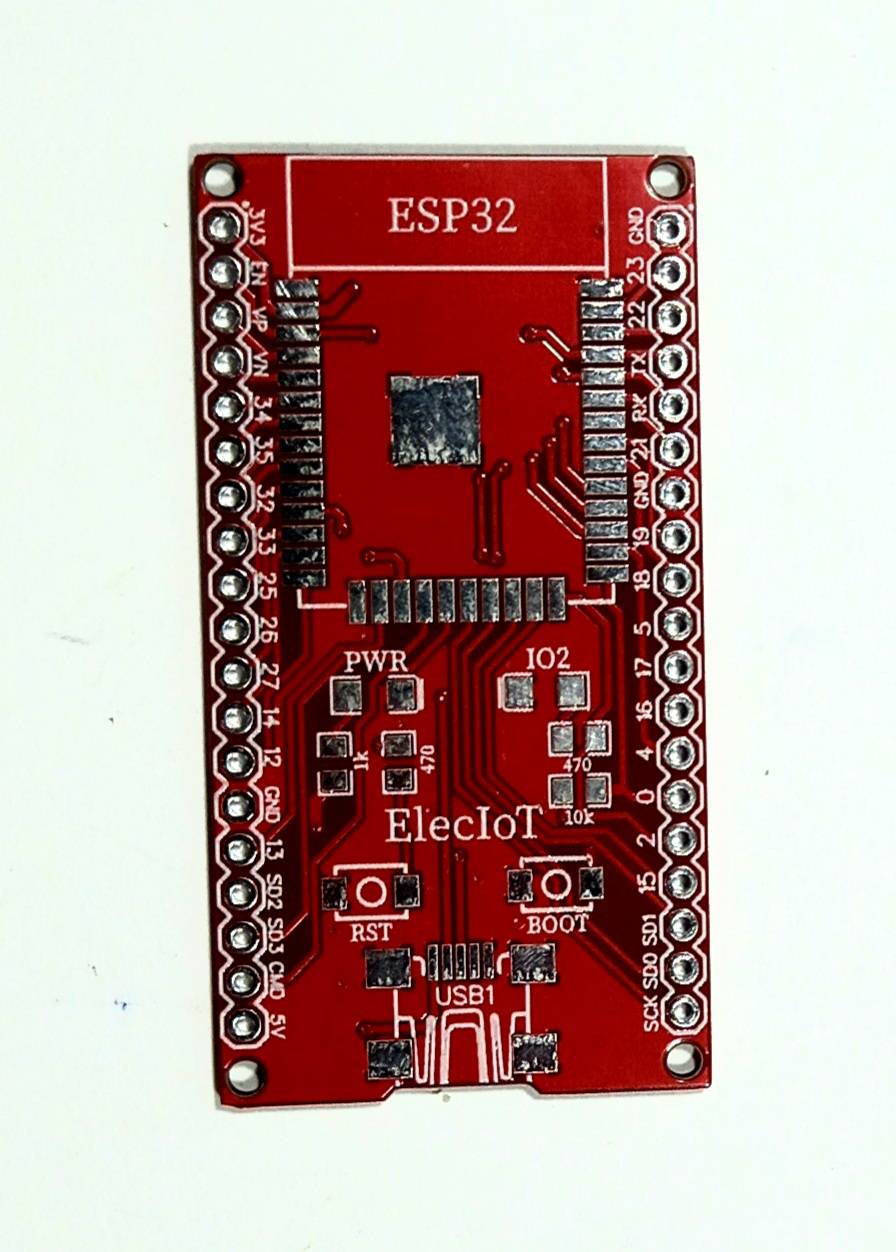 ESP32
3V3
EN
VP
VN
34
35
32
33
25
26
27
14
12
GND
13
SD2
SD3
CMD
5V
GND
23
22
TX
RX
21
GND
19
18
5
17
16
4
0
2
15
SD1
SD0
SCK
PWR
IO2
1k
470
470
10k
ElecIoT
RST
BOOT
USB1